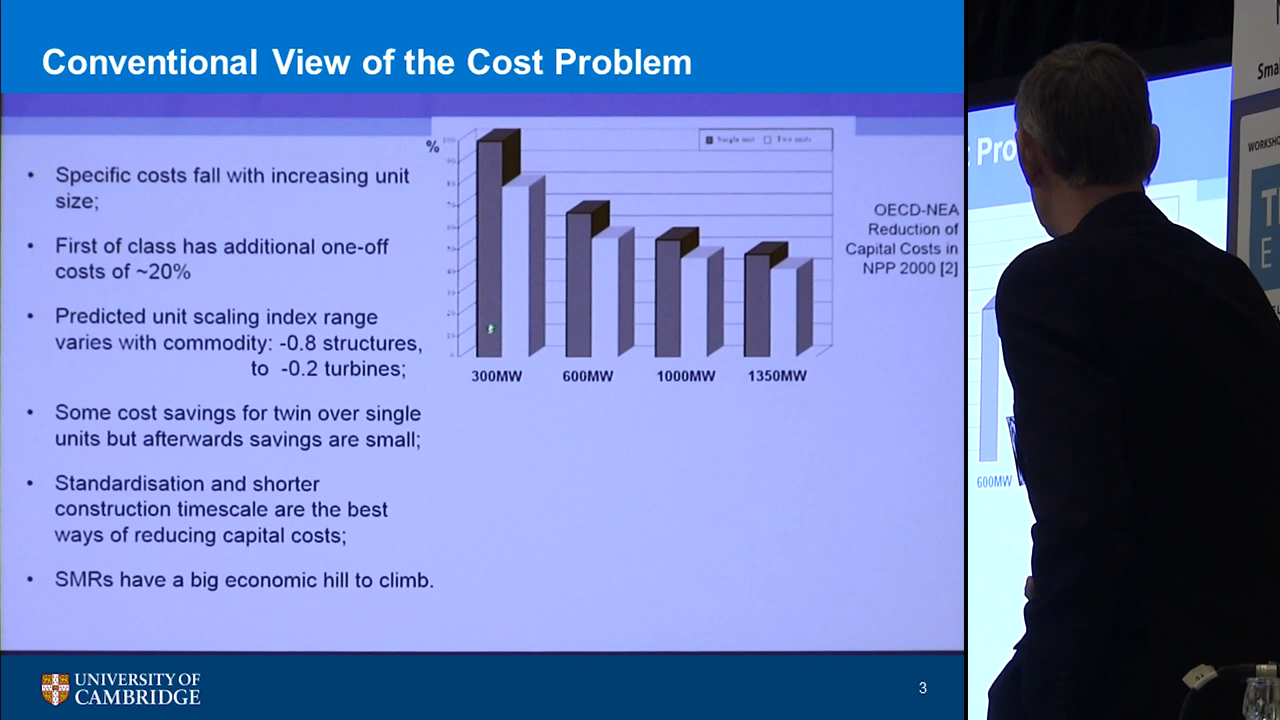 Conventional View of the Cost Problem
• Specific costs fall with increasing unit
size;
• First of class has additional one-off
costs of ~20%
• Predicted unit scaling index range
varies with commodity: -0.8 structures,
to -0.2 turbines;
• Some cost savings for twin over single
units but afterwards savings are small;
• Standardisation and shorter
construction timescale are the best
ways of reducing capital costs;
• SMRs have a big economic hill to climb.
%
Single unit
300MW 600MW 1000MW 1350MW
OECD-NEA
Reduction of
Capital Costs in
NPP 2000 [2]
UNIVERSITY OF
CAMBRIDGE
3
Pro
600MW
Sma
WORKSHO
T
E